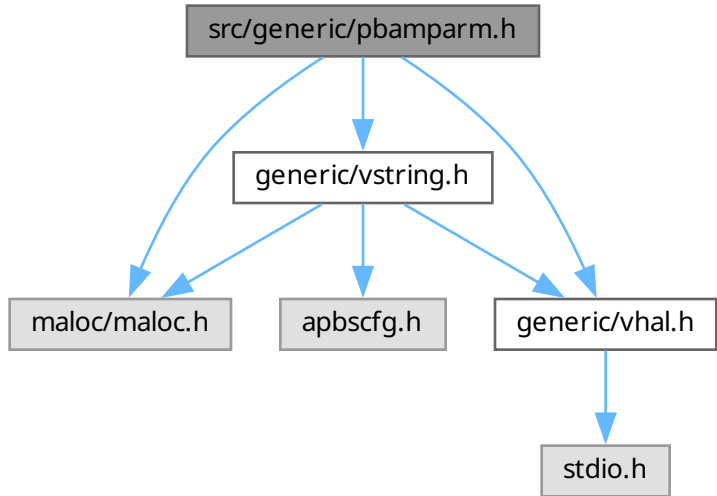 src/generic/pbamparm.h
generic/vstring.h
maloc/maloc.h
apbscfg.h
generic/vhal.h
stdio.h